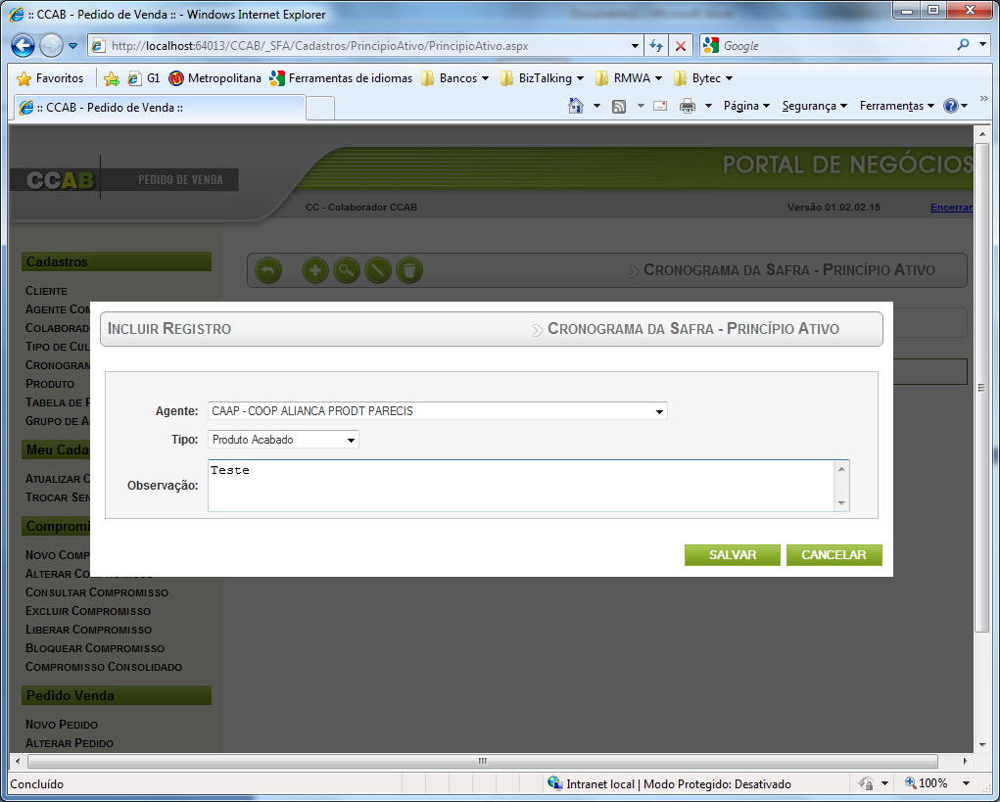 :: CCAB - Pedido de Venda :: - Windows Internet Explorer
http://localhost:64013/CCAB/_SFA/Cadastros/PrincipioAtivo/PrincipioAtivo.aspx
Google
Favoritos G1 Metropolitana Ferramentas de idiomas Bancos BizTalking RMWA Bytec
:: CCAB - Pedido de Venda ::
Página Segurança Ferramentas
CCAB PEDIDO DE VENDA
PORTAL DE NEGÓCIOS
CC - Colaborador CCAB
Versão 01.02.02.15
Encerrar
Cadastros
CRONOGRAMA DA SAFRA - PRINCÍPIO ATIVO
CLIENTE
AGENTE COM
COLABORAD
TIPO DE CUL
CRONOGRAM
PRODUTO
TABELA DE P
GRUPO DE A
Meu Cada
ATUALIZAR C
TROCAR SEN
Compromi
NOVO COMP
ALTERAR COMPROMISSO
CONSULTAR COMPROMISSO
EXCLUIR COMPROMISSO
LIBERAR COMPROMISSO
BLOQUEAR COMPROMISSO
COMPROMISSO CONSOLIDADO
Pedido Venda
NOVO PEDIDO
ALTERAR PEDIDO
INCLUIR REGISTRO
CRONOGRAMA DA SAFRA - PRINCÍPIO ATIVO
Agente: CAAP - COOP ALIANCA PRODT PARECIS
Tipo: Produto Acabado
Observação: Teste
SALVAR CANCELAR
Concluído
Intranet local | Modo Protegido: Desativado
100%